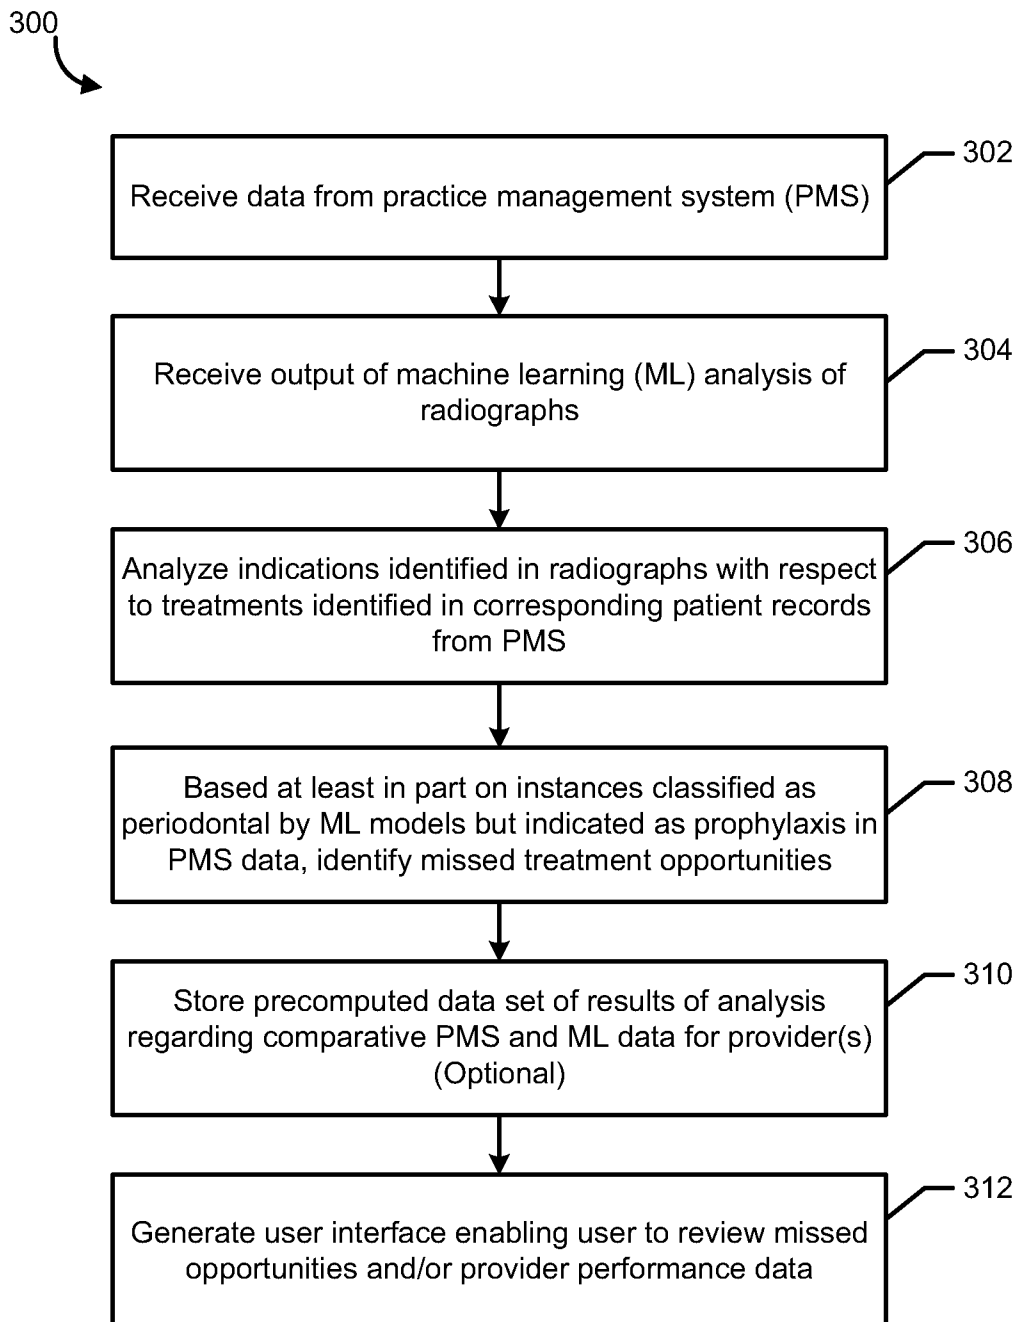 300
Receive data from practice management system (PMS)
302
Receive output of machine learning (ML) analysis of
radiographs
304
Analyze indications identified in radiographs with respect
to treatments identified in corresponding patient records
from PMS
306
Based at least in part on instances classified as
periodontal by ML models but indicated as prophylaxis in
PMS data, identify missed treatment opportunities
308
Store precomputed data set of results of analysis
regarding comparative PMS and ML data for provider(s)
(Optional)
310
Generate user interface enabling user to review missed
opportunities and/or provider performance data
312